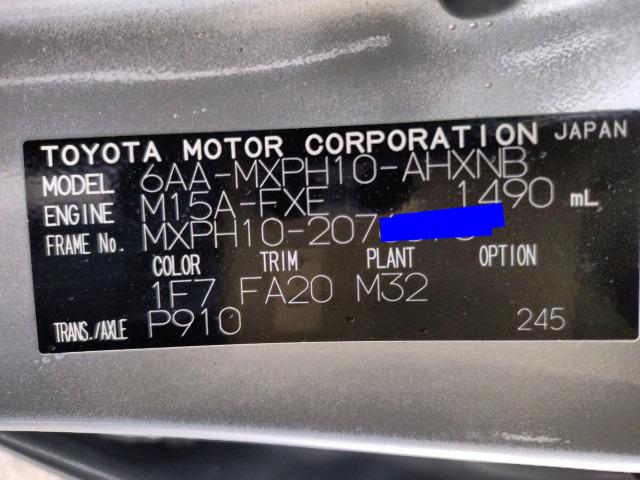 TOYOTA MOTOR CORPORATION JAPAN
MODEL 6AA-MXPH10-AHXNB
ENGINE M15A-FXE 1490 mL
FRAME No. MXPH10-207
COLOR TRIM PLANT OPTION
1F7 FA20 M32
TRANS./AXLE P910 245